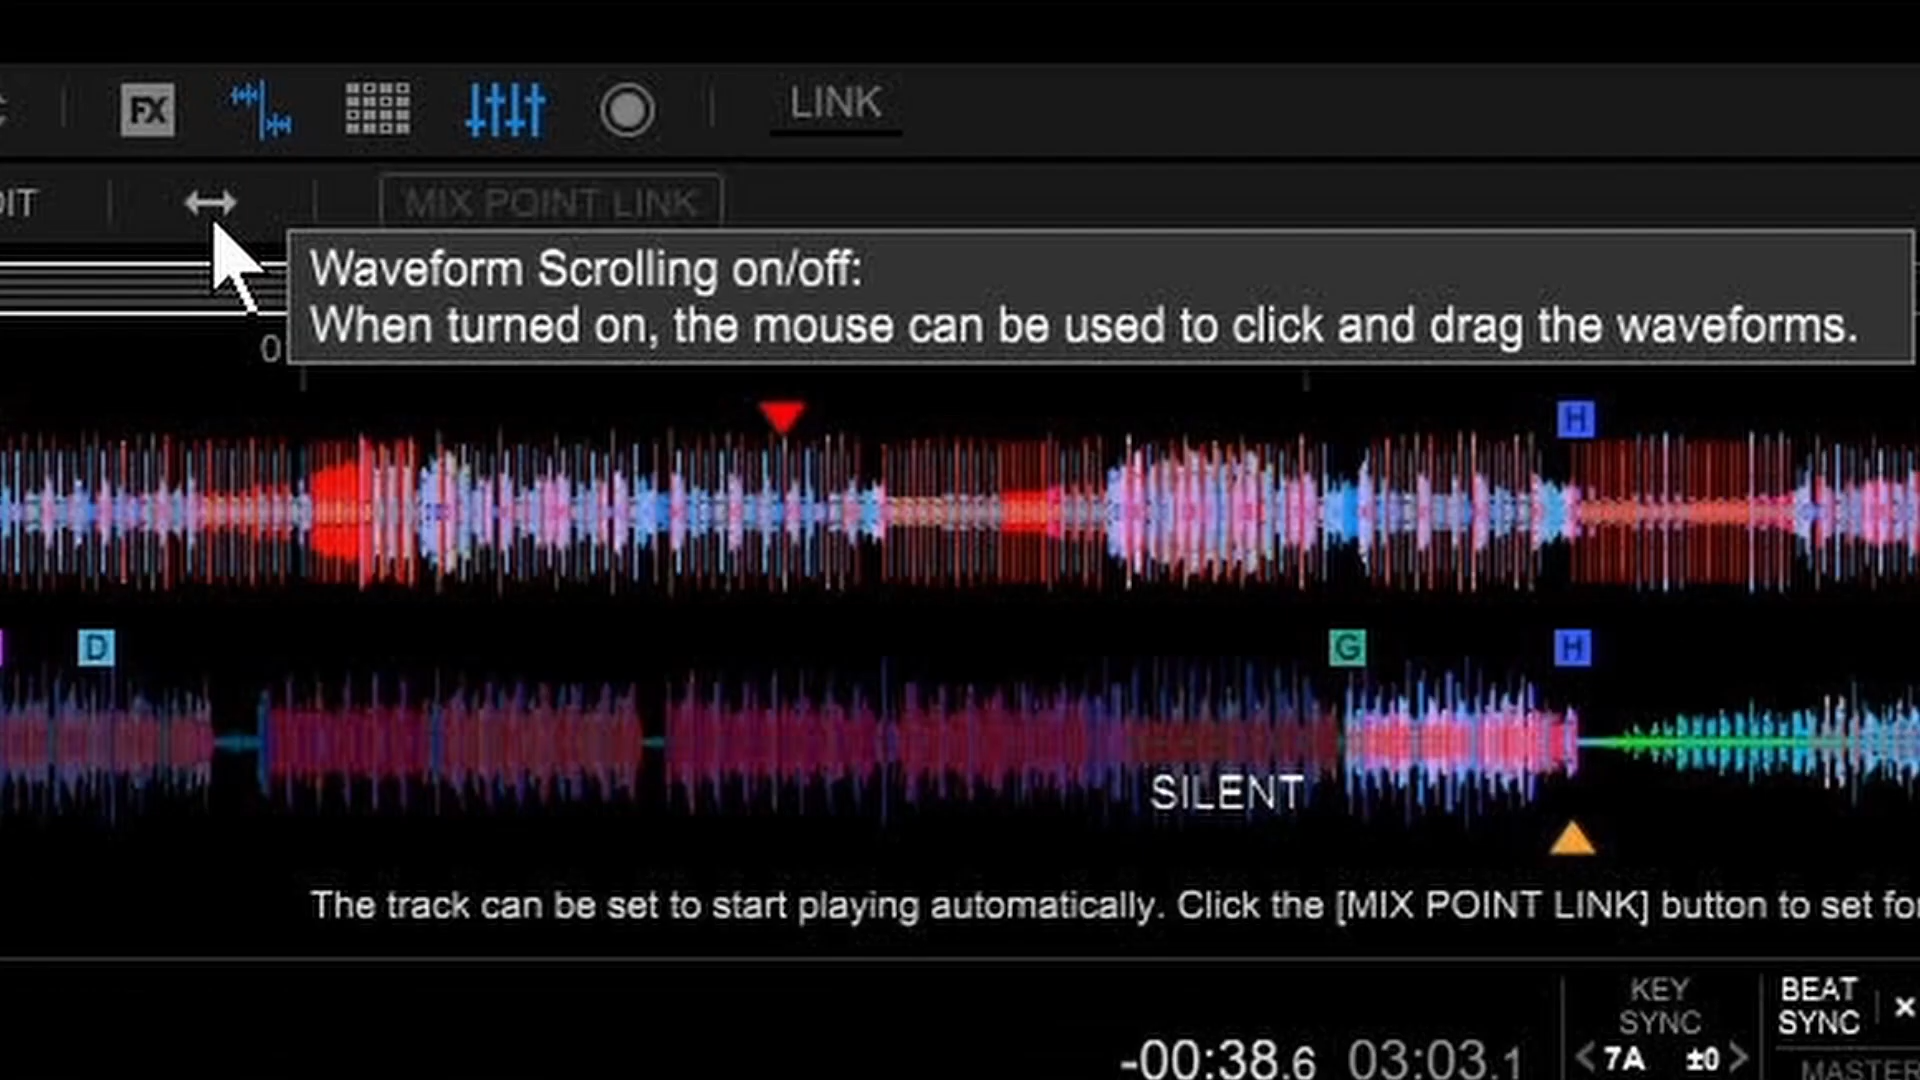 FX
LINK
MIX POINT LINK
Waveform Scrolling on/off:
When turned on, the mouse can be used to click and drag the waveforms.
0
H
D
G
H
SILENT
The track can be set to start playing automatically. Click the [MIX POINT LINK] button to set
KEY
SYNC
BEAT
SYNC
-00:38.6 03:03.1
7A ±0
MASTER